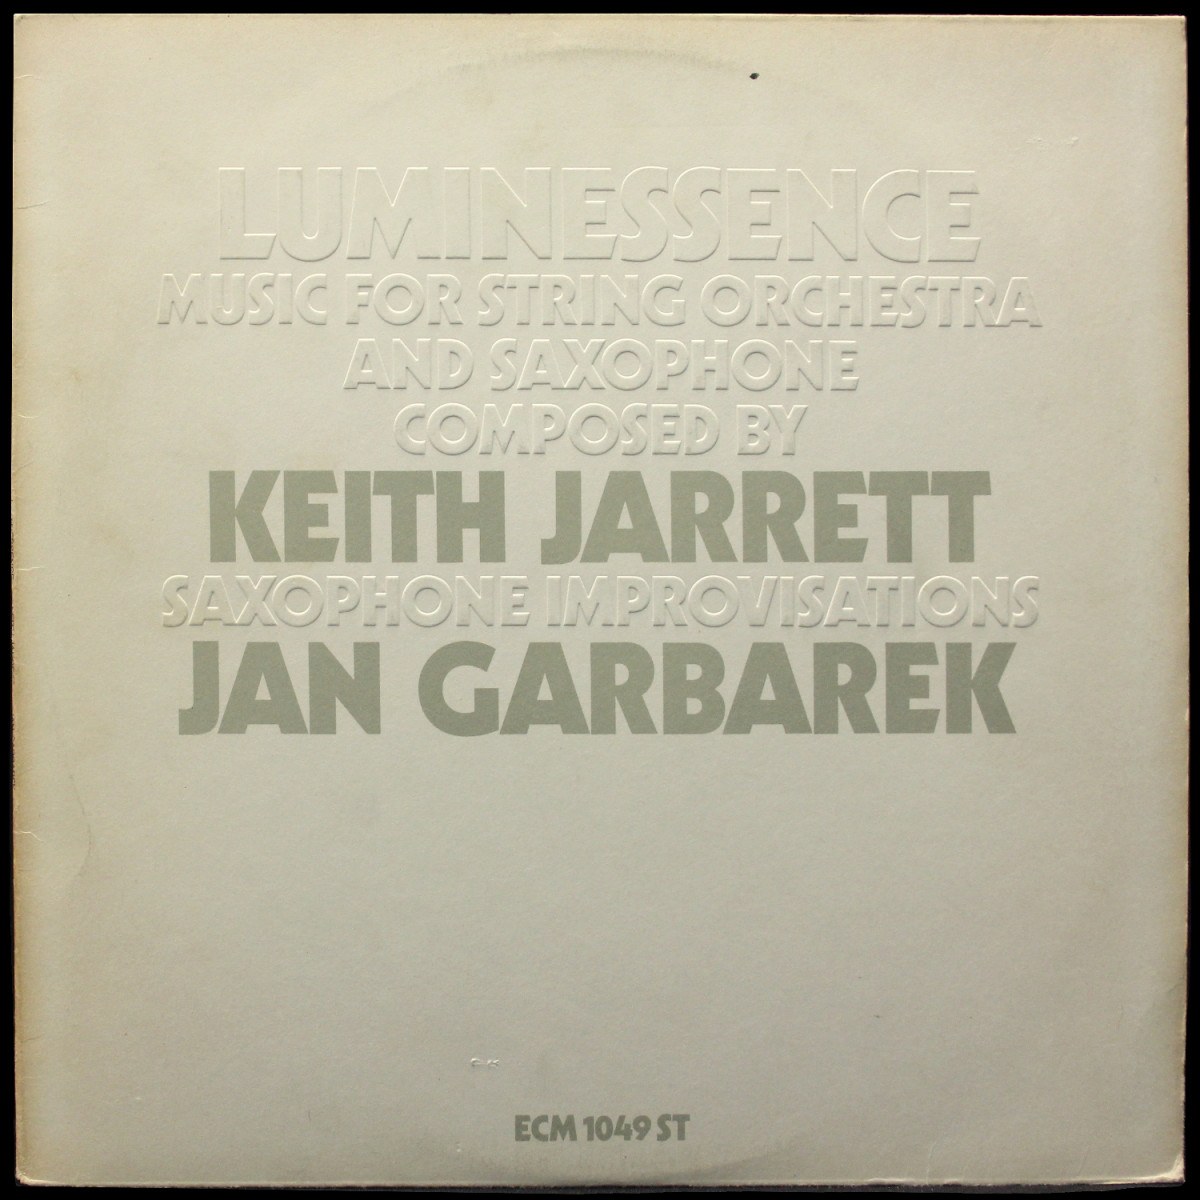 LUMINESSENCE
MUSIC FOR STRING ORCHESTRA
AND SAXOPHONE
COMPOSED BY
KEITH JARRETT
SAXOPHONE IMPROVISATIONS
JAN GARBAREK
ECM 1049 ST